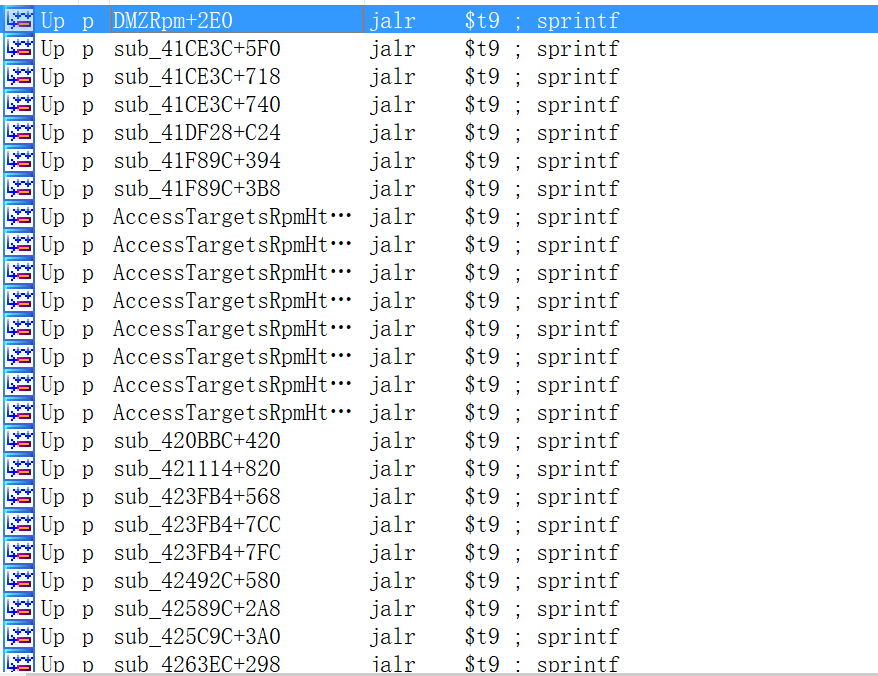 Up p DMZRpm+2E0 jalr $t9 ; sprintf
Up p sub_41CE3C+5F0 jalr $t9 ; sprintf
Up p sub_41CE3C+718 jalr $t9 ; sprintf
Up p sub_41CE3C+740 jalr $t9 ; sprintf
Up p sub_41DF28+C24 jalr $t9 ; sprintf
Up p sub_41F89C+394 jalr $t9 ; sprintf
Up p sub_41F89C+3B8 jalr $t9 ; sprintf
Up p AccessTargetsRpmHt… jalr $t9 ; sprintf
Up p AccessTargetsRpmHt… jalr $t9 ; sprintf
Up p AccessTargetsRpmHt… jalr $t9 ; sprintf
Up p AccessTargetsRpmHt… jalr $t9 ; sprintf
Up p AccessTargetsRpmHt… jalr $t9 ; sprintf
Up p AccessTargetsRpmHt… jalr $t9 ; sprintf
Up p AccessTargetsRpmHt… jalr $t9 ; sprintf
Up p AccessTargetsRpmHt… jalr $t9 ; sprintf
Up p sub_420BBC+420 jalr $t9 ; sprintf
Up p sub_421114+820 jalr $t9 ; sprintf
Up p sub_423FB4+568 jalr $t9 ; sprintf
Up p sub_423FB4+7CC jalr $t9 ; sprintf
Up p sub_423FB4+7FC jalr $t9 ; sprintf
Up p sub_42492C+580 jalr $t9 ; sprintf
Up p sub_42589C+2A8 jalr $t9 ; sprintf
Up p sub_425C9C+3A0 jalr $t9 ; sprintf
Up p sub_4263EC+298 jalr $t9 ; sprintf